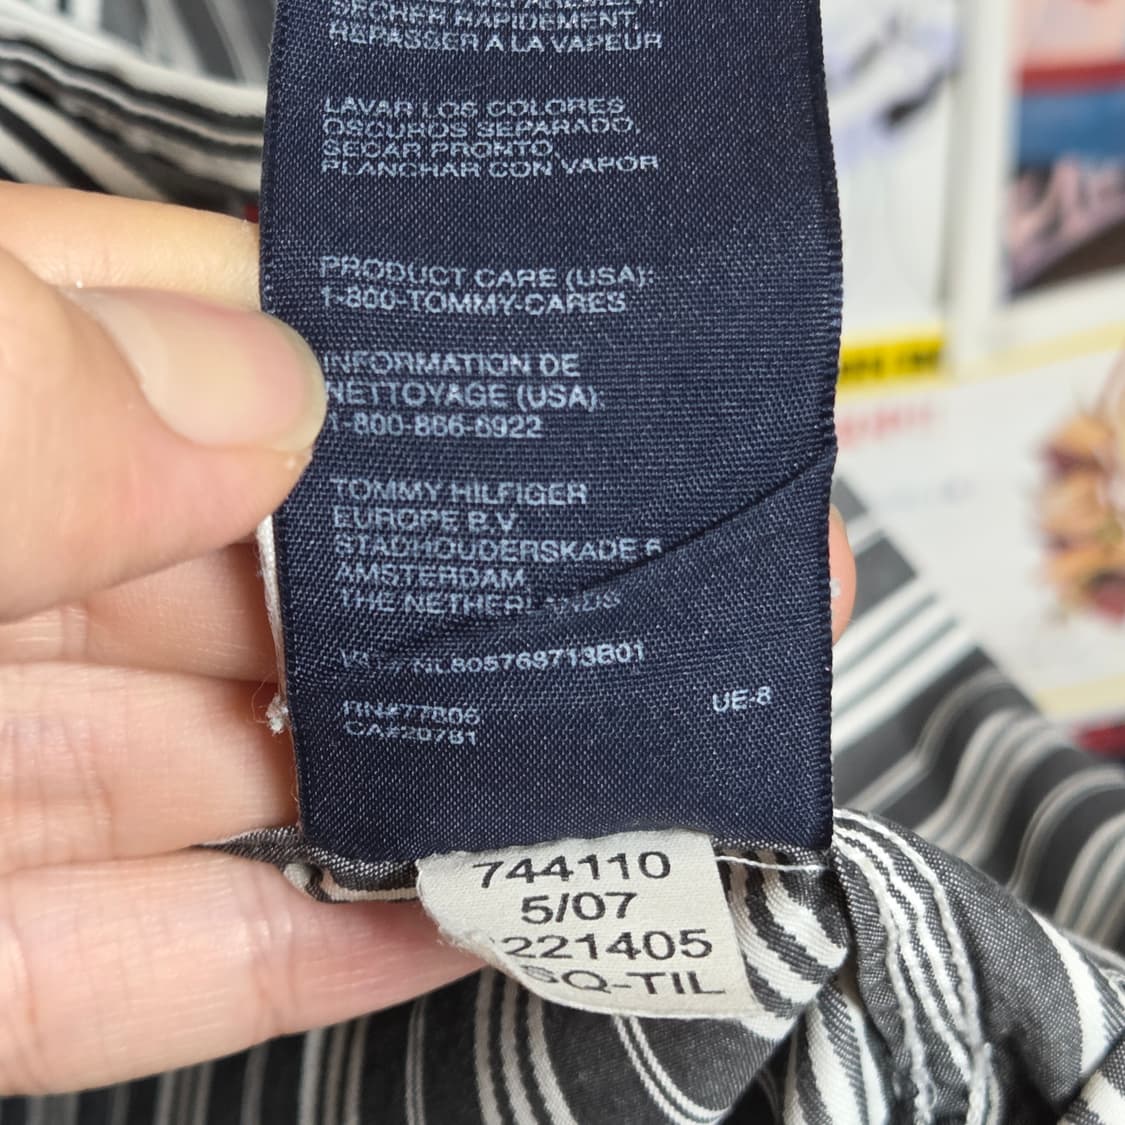 SECHER RAPIDEMENT,
REPASSER A LA VAPEUR
LAVAR LOS COLORES
OSCUROS SEPARADO,
SECAR PRONTO,
PLANCHAR CON VAPOR
PRODUCT CARE (USA):
1-800-TOMMY-CARES
INFORMATION DE
NETTOYAGE (USA):
1-800-866-6922
TOMMY HILFIGER
EUROPE B.V.
STADHOUDERSKADE 6
AMSTERDAM
THE NETHERLANDS
NL805768713B01
RN#77806
UE-8
CA#20781
744110
5/07
221405
SQ-TIL